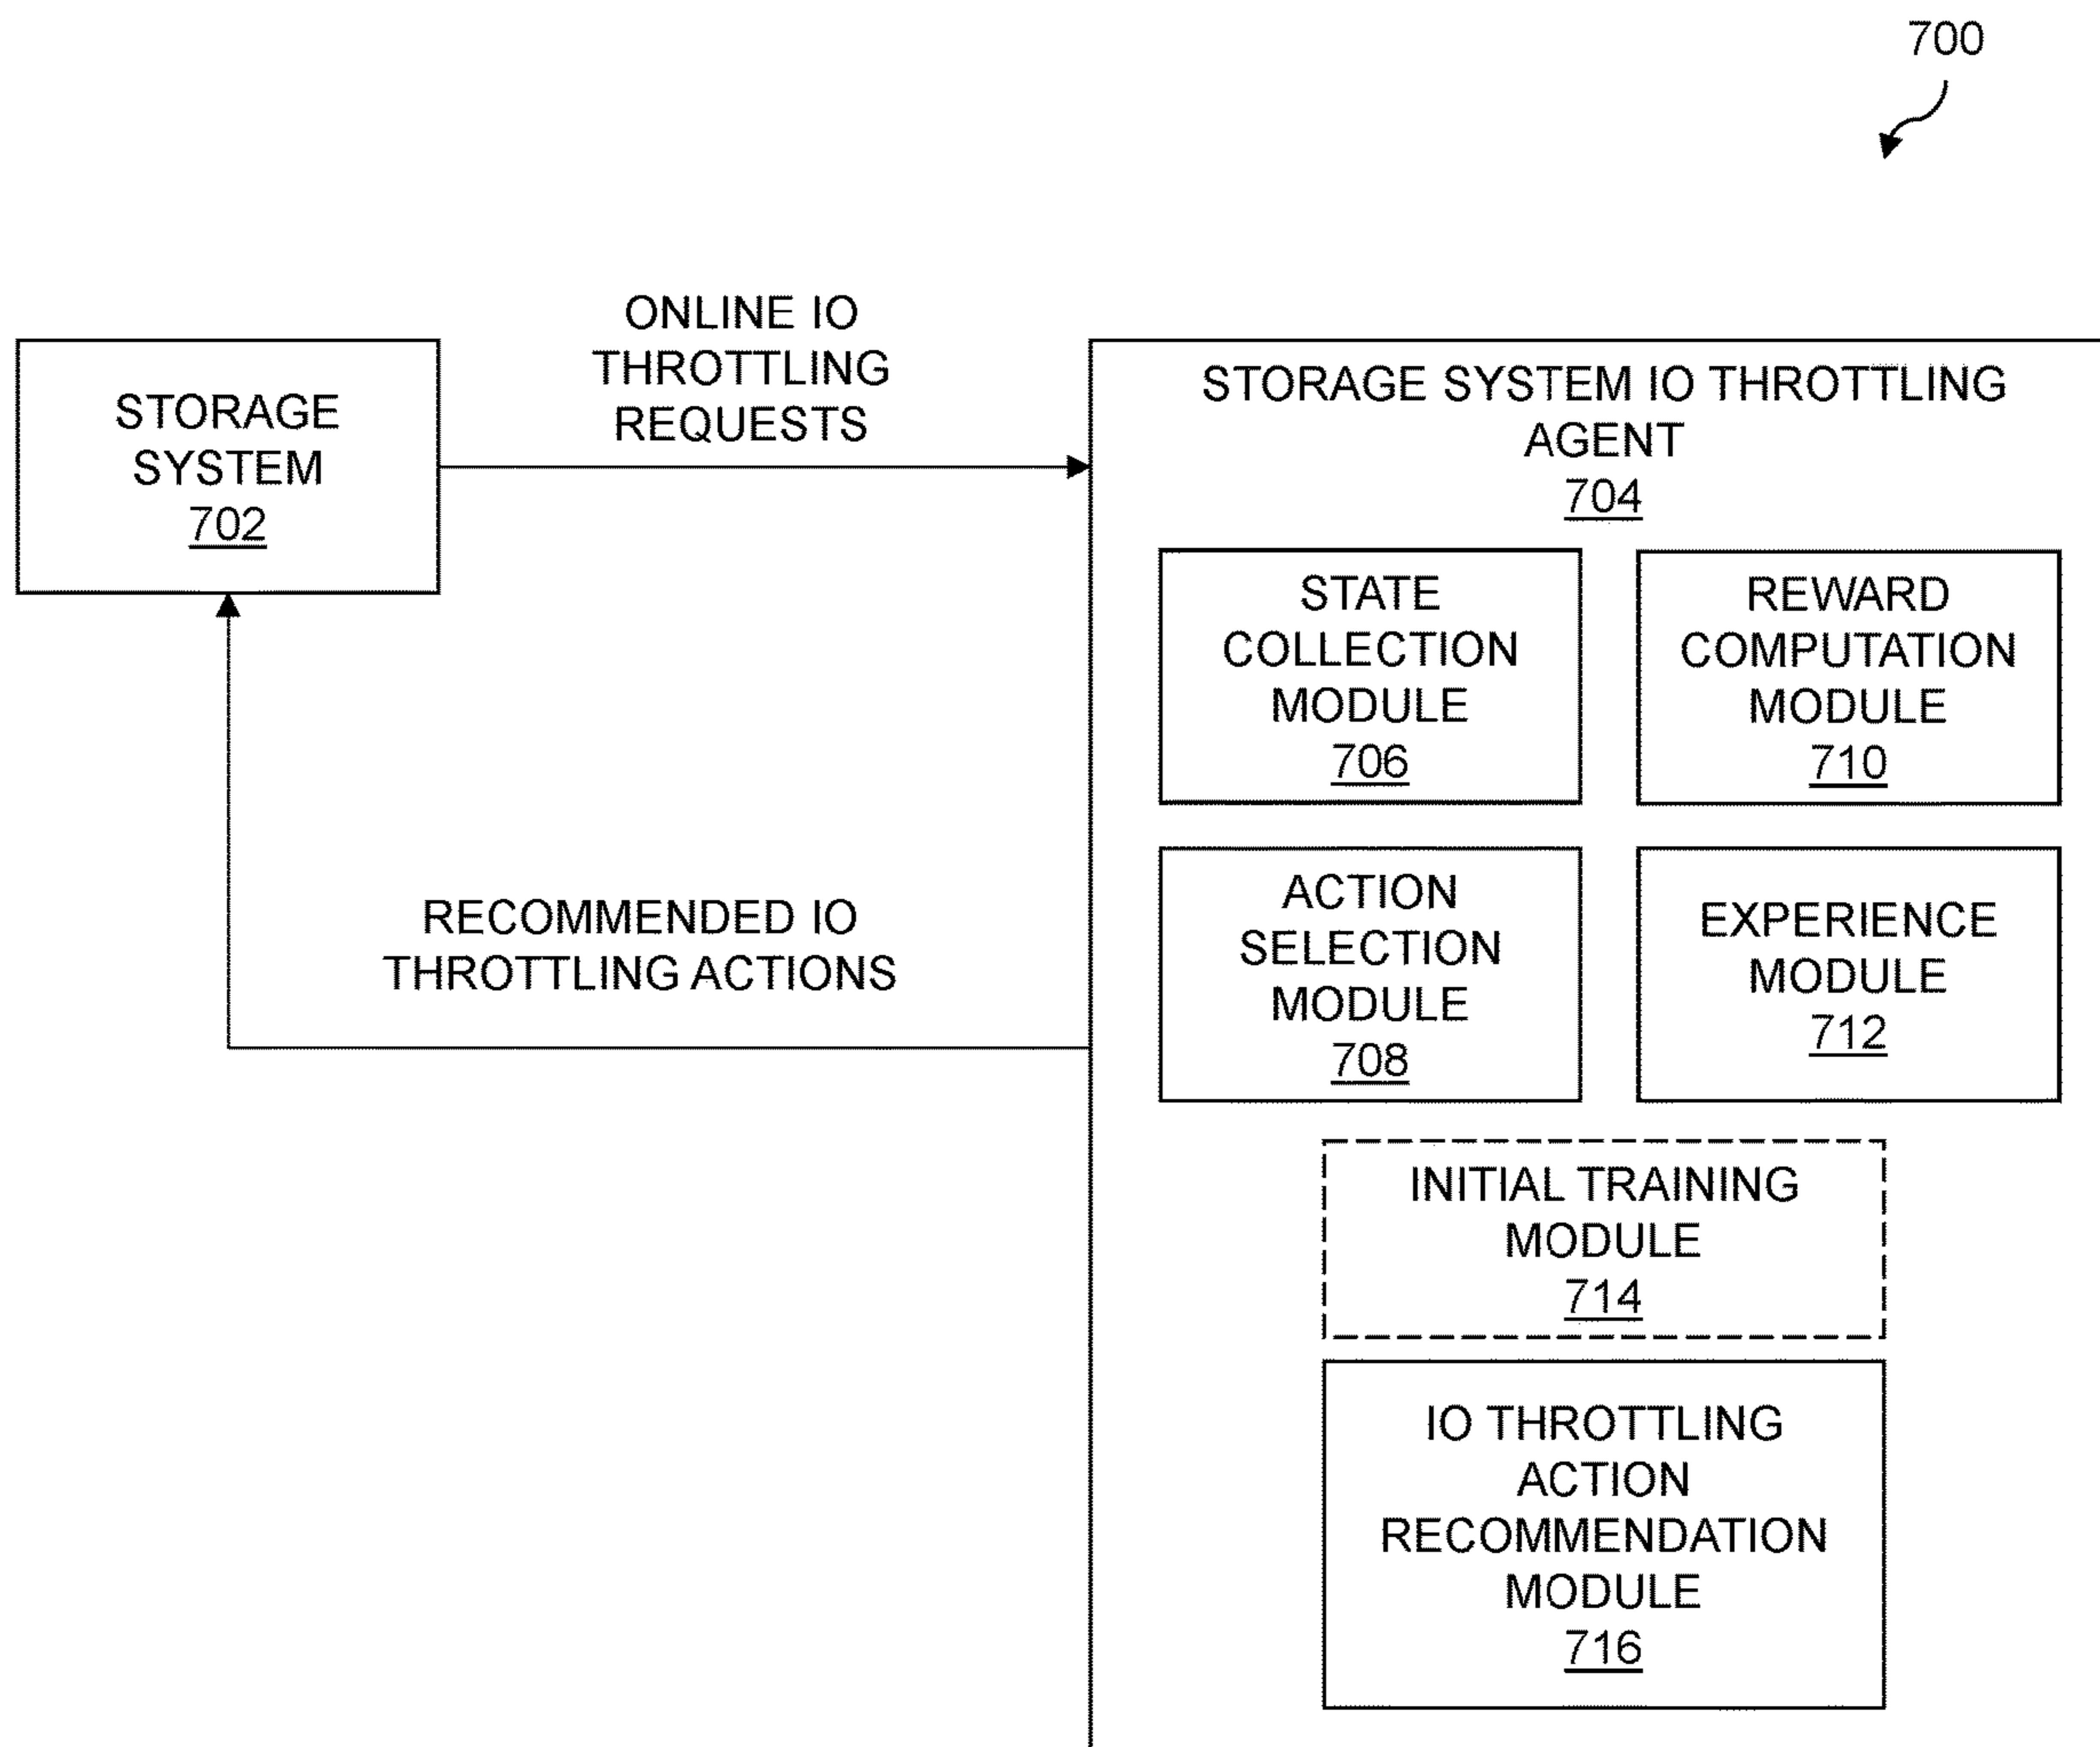 700
ONLINE IO
THROTTLING
REQUESTS
STORAGE
SYSTEM
702
STORAGE SYSTEM IO THROTTLING
AGENT
704
STATE
COLLECTION
MODULE
706
REWARD
COMPUTATION
MODULE
710
RECOMMENDED IO
THROTTLING ACTIONS
ACTION
SELECTION
MODULE
708
EXPERIENCE
MODULE
712
INITIAL TRAINING
MODULE
714
IO THROTTLING
ACTION
RECOMMENDATION
MODULE
716